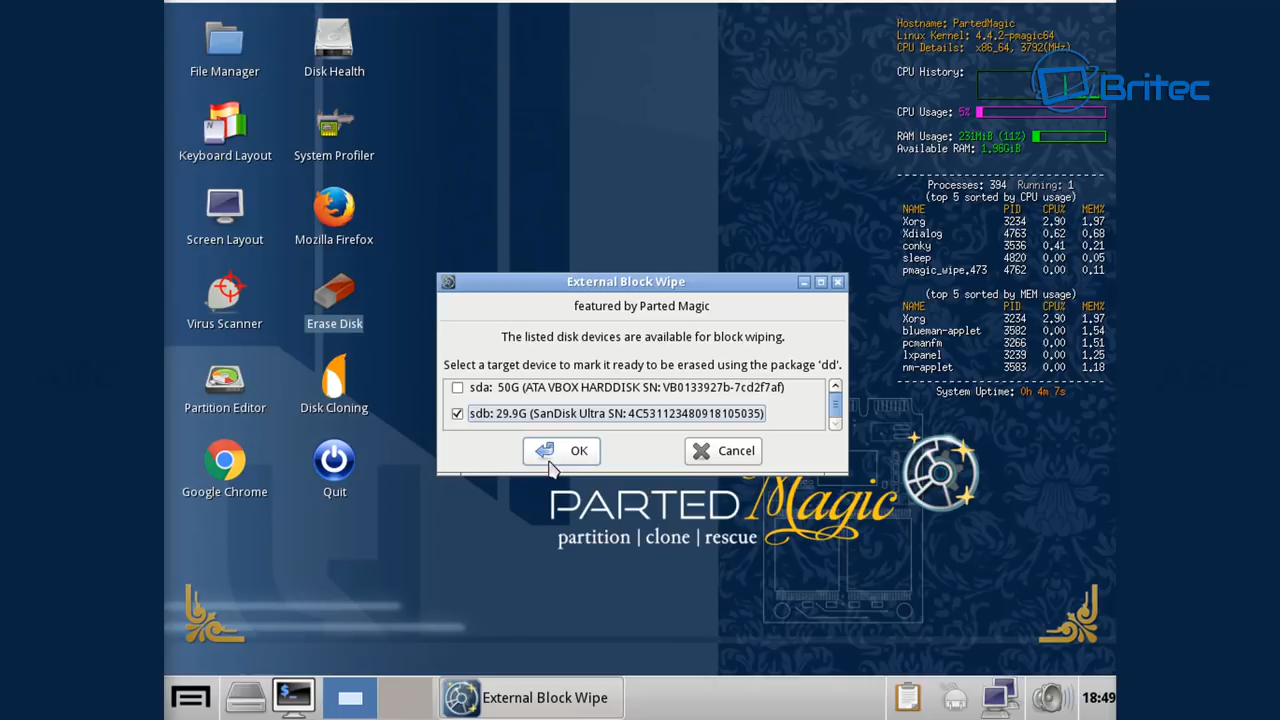 File Manager
Disk Health
Keyboard Layout
System Profiler
Screen Layout
Mozilla Firefox
Virus Scanner
Erase Disk
Partition Editor
Disk Cloning
Google Chrome
Quit
Hostname: PartedMagic
Linux Kernel: 4.4.2-pmagic64
CPU Details: x86_64, 3792(MHz)
CPU History:
Britec
CPU Usage: 5%
RAM Usage: 231MiB (11%)
Available RAM: 1.96GiB
Processes: 394 Running: 1
(top 5 sorted by CPU usage)
NAME PID CPU% MEM%
Xorg 3234 2.90 1.97
Xdialog 4763 0.62 0.68
conky 3536 0.41 0.21
sleep 4820 0.00 0.05
pmagic_wipe.473 4762 0.00 0.11
(top 5 sorted by MEM usage)
NAME PID CPU% MEM%
Xorg 3234 2.90 1.97
blueman-applet 3582 0.00 1.54
pcmanfm 3266 0.00 1.51
lxpanel 3239 0.00 1.25
nm-applet 3583 0.00 1.18
System Uptime: 0h 4m 7s
External Block Wipe
featured by Parted Magic
The listed disk devices are available for block wiping.
Select a target device to mark it ready to be erased using the package 'dd'.
sda: 50G (ATA VBOX HARDDISK SN: VB0133927b-7cd2f7af)
sdb: 29.9G (SanDisk Ultra SN: 4C531123480918105035)
OK
Cancel
PARTED Magic
partition | clone | rescue
External Block Wipe
18:49